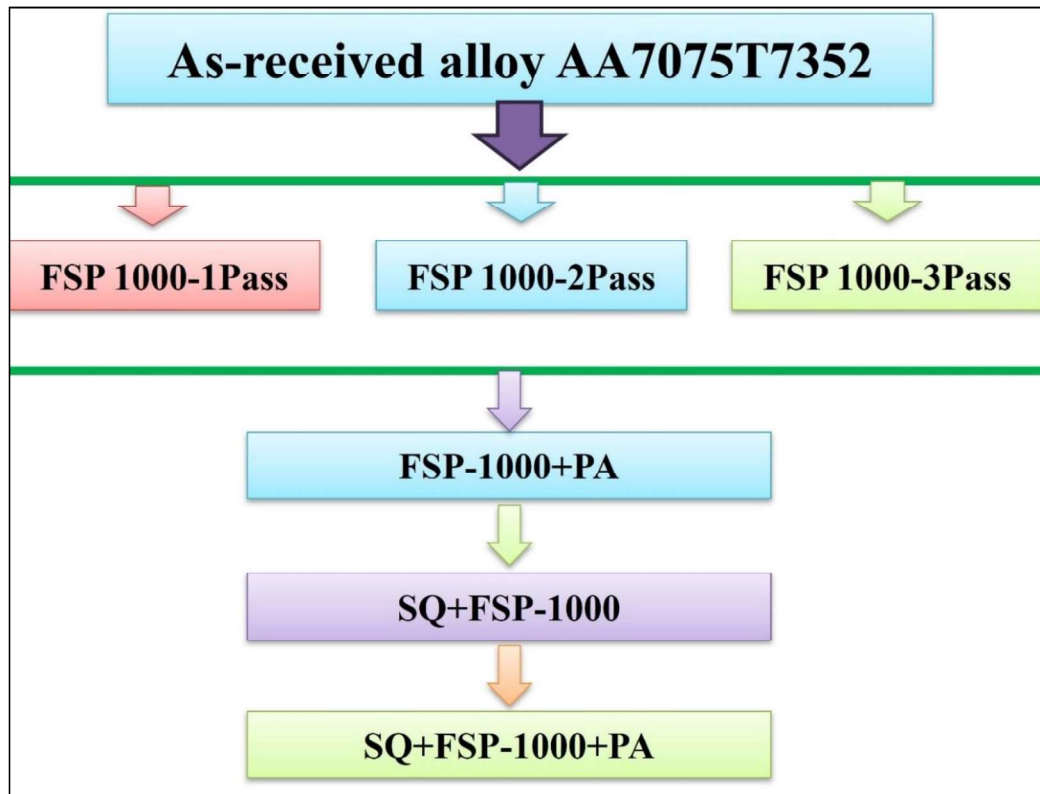 As-received alloy AA7075T7352
FSP 1000-1Pass
FSP 1000-2Pass
FSP 1000-3Pass
FSP-1000+PA
SQ+FSP-1000
SQ+FSP-1000+PA